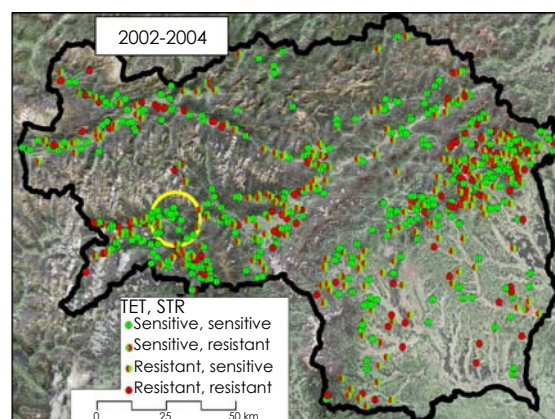 2002-2004
TET, STR
Sensitive, sensitive
Sensitive, resistant
Resistant, sensitive
Resistant, resistant
0 25 50 km